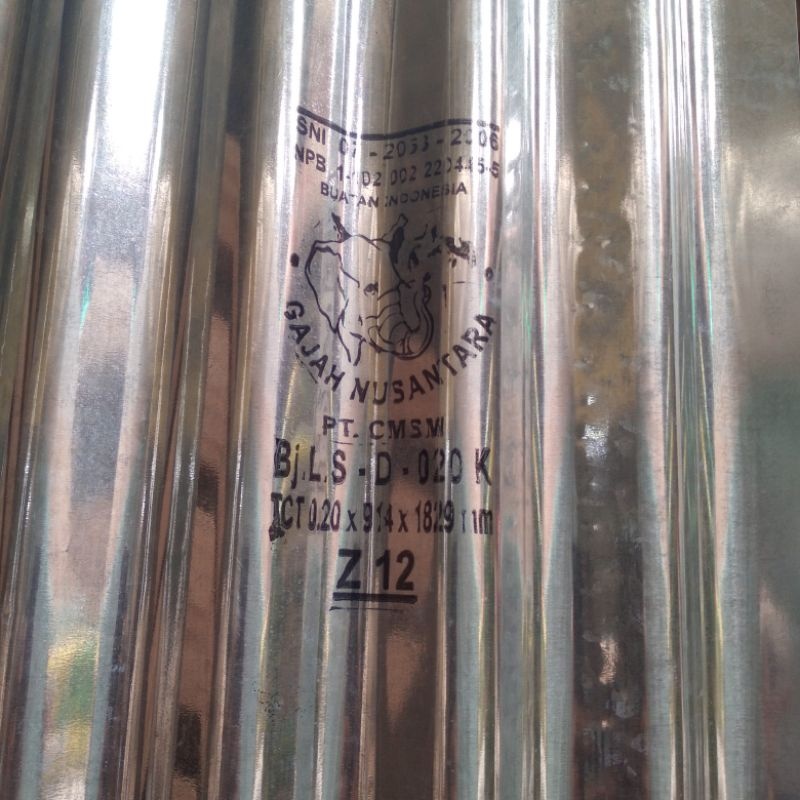 SNI 07 - 2053 - 2006
NPB 1-102 002 220445-5
BUATAN INDONESIA
GAJAH NUSANTARA
PT. CMSM
Bj.L.S - D - 020 K
TCT 0.20 x 914 x 1829 mm
Z 12